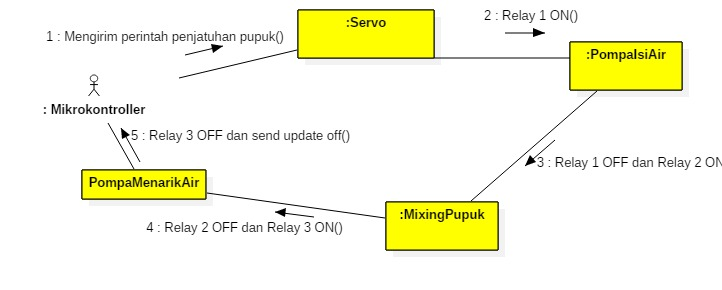 :Servo
2 : Relay 1 ON()
1 : Mengirim perintah penjatuhan pupuk()
:PompaIsiAir
: Mikrokontroller
5 : Relay 3 OFF dan send update off()
3 : Relay 1 OFF dan Relay 2 ON
PompaMenarikAir
:MixingPupuk
4 : Relay 2 OFF dan Relay 3 ON()